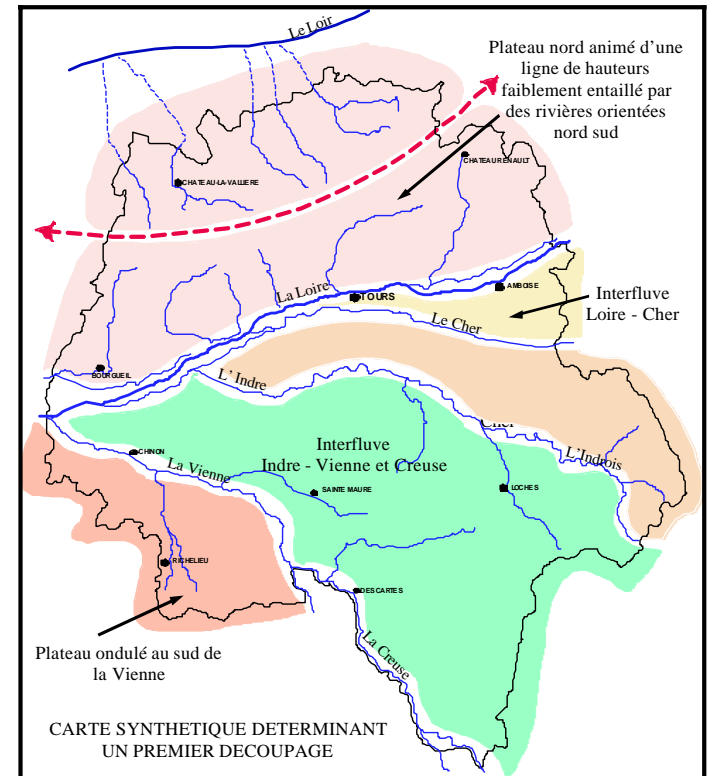 Le Loir
Plateau nord animé d'une
ligne de hauteurs
faiblement entaillé par
des rivières orientées
nord sud
CHATEAU RENAULT
CHATEAU-LA-VALLIERE
La Loire
TOURS
AMBOISE
Interfluve
Loire - Cher
Le Cher
BOURGUEIL
L' Indre
Cher
L'Indrois
Interfluve
Indre - Vienne et Creuse
CHINON
La Vienne
SAINTE MAURE
LOCHES
RICHELIEU
DESCARTES
La Creuse
Plateau ondulé au sud de
la Vienne
CARTE SYNTHETIQUE DETERMINANT
UN PREMIER DECOUPAGE